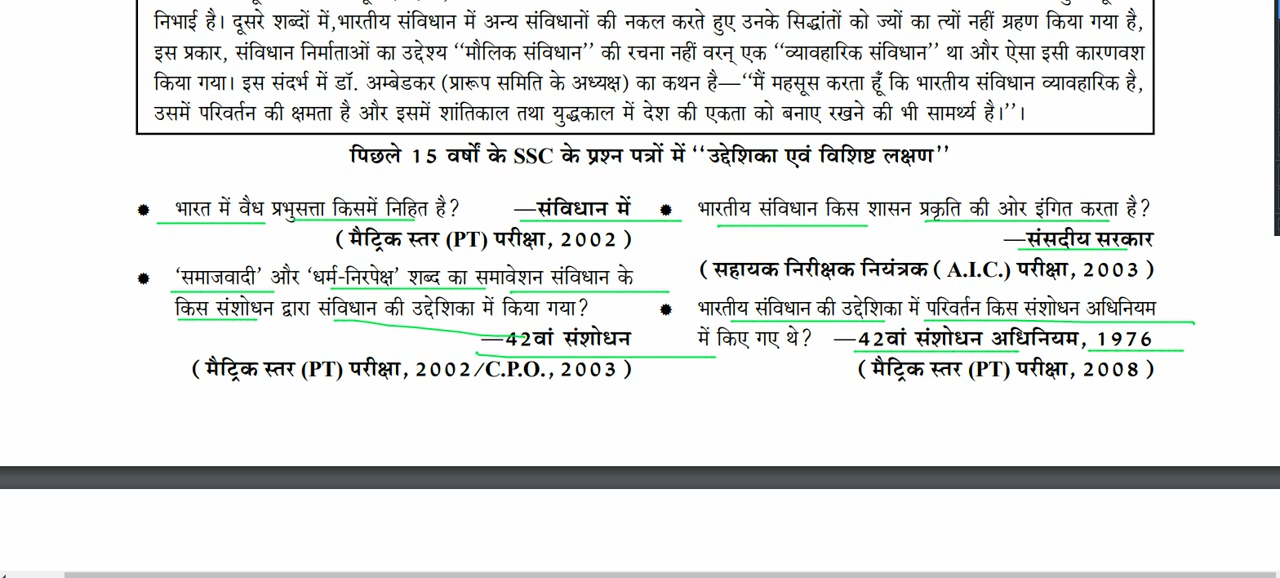 निभाई है। दूसरे शब्दों में,भारतीय संविधान में अन्य संविधानों की नकल करते हुए उनके सिद्धांतों को ज्यों का त्यों नहीं ग्रहण किया गया है,
इस प्रकार, संविधान निर्माताओं का उद्देश्य ‘‘मौलिक संविधान’’ की रचना नहीं वरन् एक ‘‘व्यावहारिक संविधान’’ था और ऐसा इसी कारणवश
किया गया। इस संदर्भ में डॉ. अम्बेडकर (प्रारूप समिति के अध्यक्ष) का कथन है—‘‘मैं महसूस करता हूँ कि भारतीय संविधान व्यावहारिक है,
उसमें परिवर्तन की क्षमता है और इसमें शांतिकाल तथा युद्धकाल में देश की एकता को बनाए रखने की भी सामर्थ्य है।’’।
पिछले 15 वर्षों के SSC के प्रश्न पत्रों में ‘‘उद्देशिका एवं विशिष्ट लक्षण’’
● भारत में वैध प्रभुसत्ता किसमें निहित है? —संविधान में
(मैट्रिक स्तर (PT) परीक्षा, 2002)
● ‘समाजवादी’ और ‘धर्म-निरपेक्ष’ शब्द का समावेशन संविधान के
किस संशोधन द्वारा संविधान की उद्देशिका में किया गया?
—42वां संशोधन
(मैट्रिक स्तर (PT) परीक्षा, 2002/C.P.O., 2003)
● भारतीय संविधान किस शासन प्रकृति की ओर इंगित करता है?
—संसदीय सरकार
(सहायक निरीक्षक नियंत्रक (A.I.C.) परीक्षा, 2003)
● भारतीय संविधान की उद्देशिका में परिवर्तन किस संशोधन अधिनियम
में किए गए थे? —42वां संशोधन अधिनियम, 1976
(मैट्रिक स्तर (PT) परीक्षा, 2008)